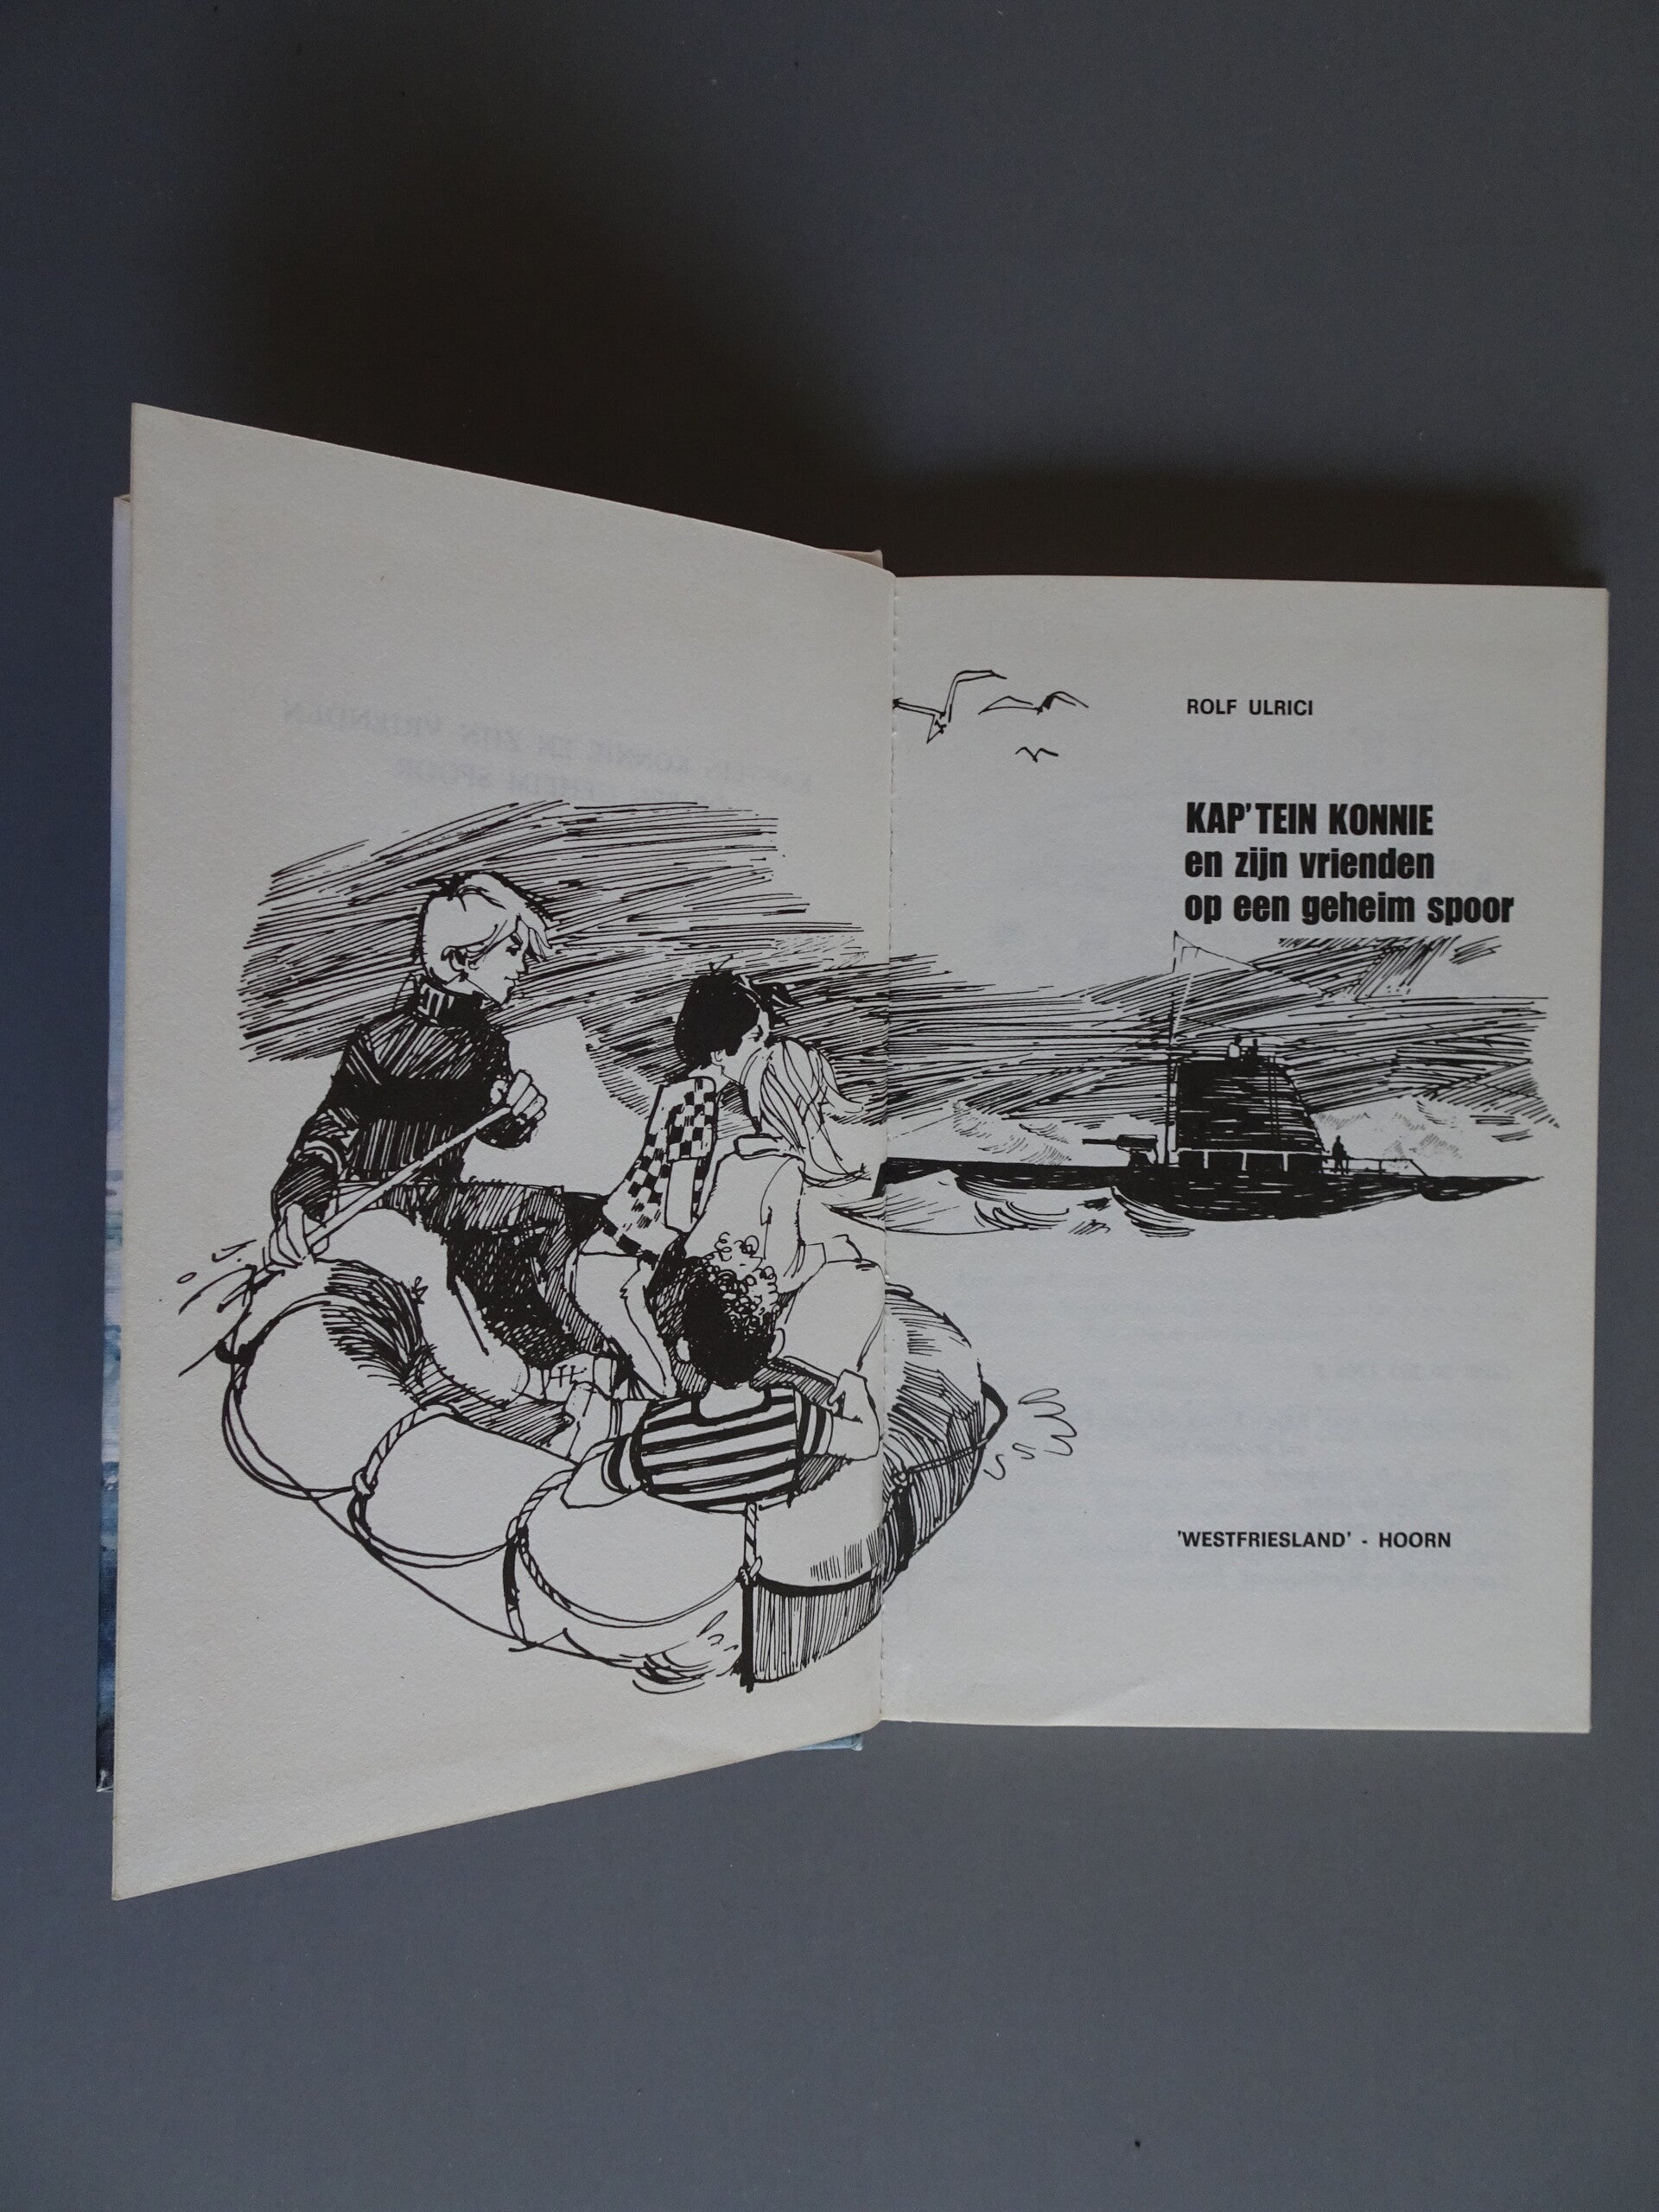 ROLF ULRICI
KAP'TEIN KONNIE
en zijn vrienden
op een geheim spoor
'WESTFRIESLAND' - HOORN